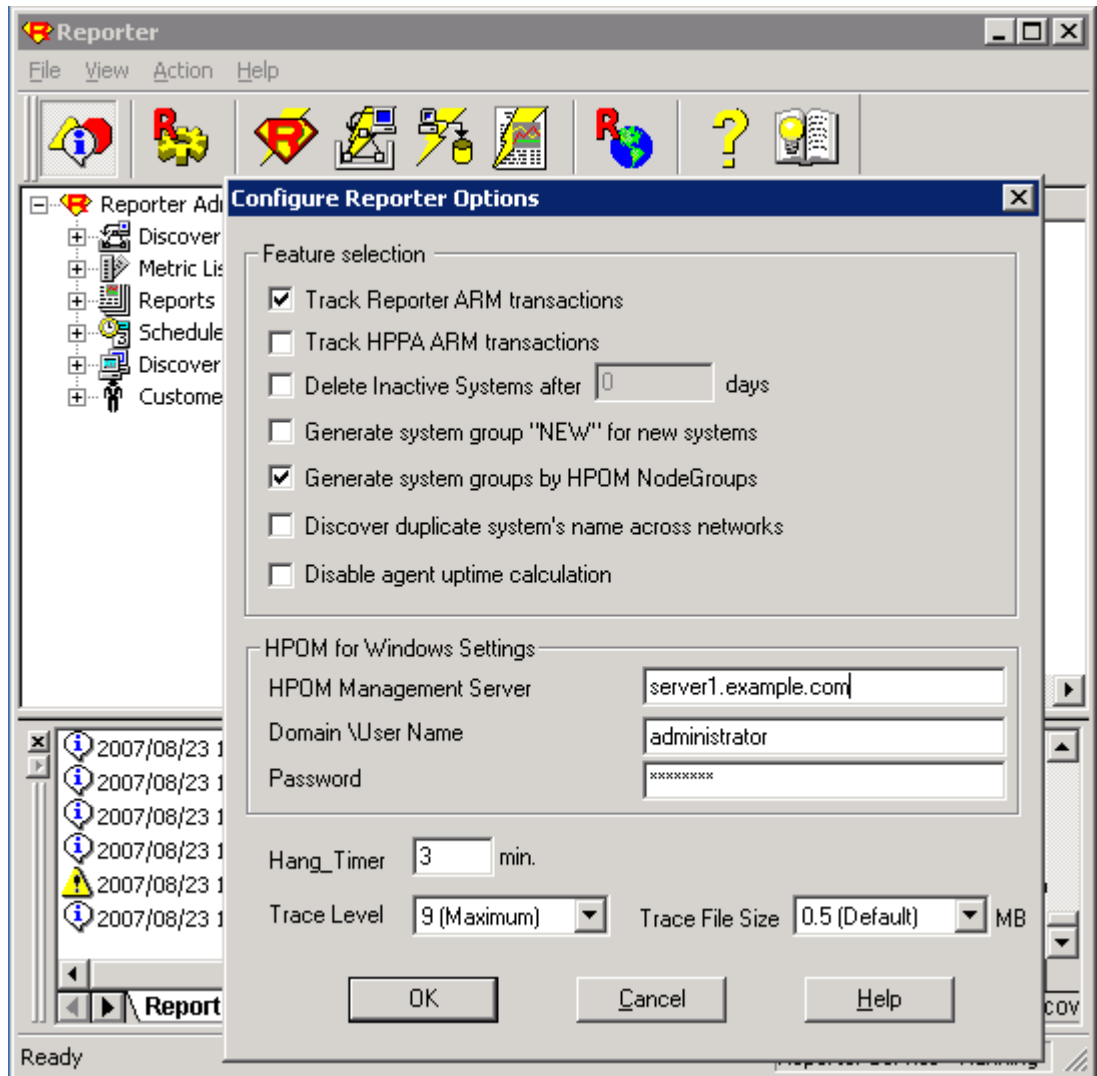 Reporter
File View Action Help
Reporter Ad
Discover
Metric Lis
Reports
Schedule
Discover
Custome
Configure Reporter Options
Feature selection
Track Reporter ARM transactions
Track HPPA ARM transactions
Delete Inactive Systems after 0 days
Generate system group "NEW" for new systems
Generate system groups by HPOM NodeGroups
Discover duplicate system's name across networks
Disable agent uptime calculation
HPOM for Windows Settings
HPOM Management Server server1.example.com
Domain \User Name administrator
Password ××××××××
Hang_Timer 3 min.
Trace Level 9 (Maximum) Trace File Size 0.5 (Default) MB
OK Cancel Help
2007/08/23 1
2007/08/23 1
2007/08/23 1
2007/08/23 1
2007/08/23 1
2007/08/23 1
Report
cov
Ready